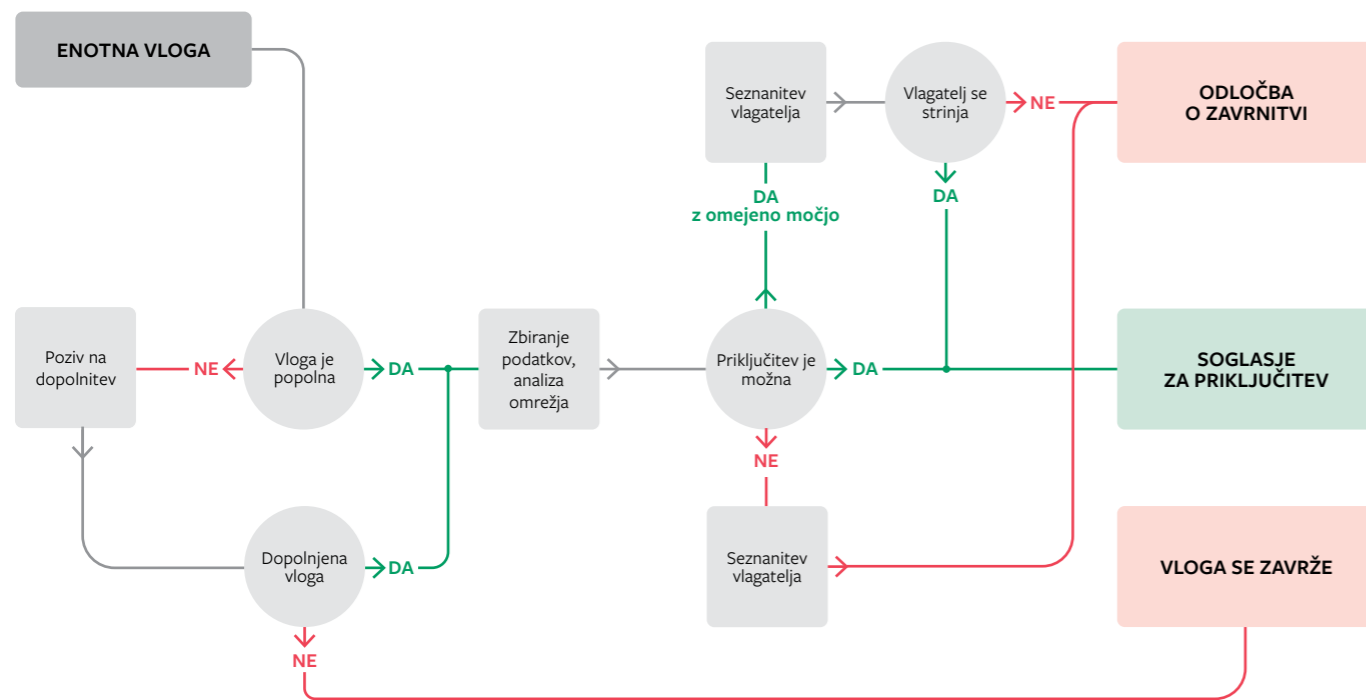 ENOTNA VLOGA
Poziv na
dopolnitev
NE
Vloga je
popolna
DA
Dopolnjena
vloga
DA
NE
Zbiranje
podatkov,
analiza
omrežja
Priključitev je
možna
DA
z omejeno močjo
Seznanitev
vlagatelja
Vlagatelj se
strinja
NE
DA
DA
NE
Seznanitev
vlagatelja
ODLOČBA
O ZAVRNITVI
SOGLASJE
ZA PRIKLJUČITEV
VLOGA SE ZAVRŽE